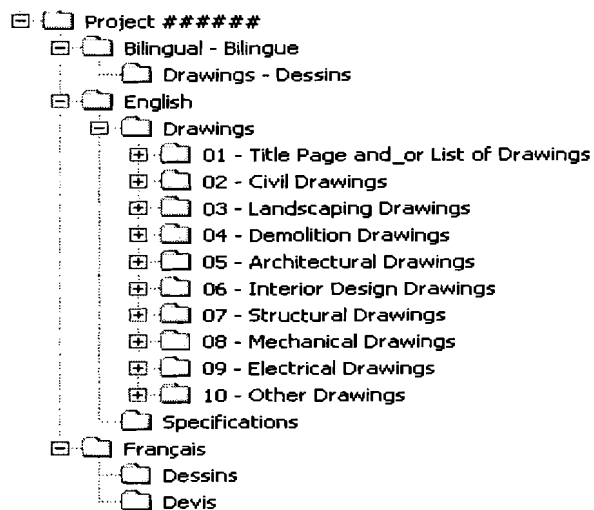 Project ######
Bilingual - Bilingue
Drawings - Dessins
English
Drawings
01 - Title Page and_or List of Drawings
02 - Civil Drawings
03 - Landscaping Drawings
04 - Demolition Drawings
05 - Architectural Drawings
06 - Interior Design Drawings
07 - Structural Drawings
08 - Mechanical Drawings
09 - Electrical Drawings
10 - Other Drawings
Specifications
Français
Dessins
Devis